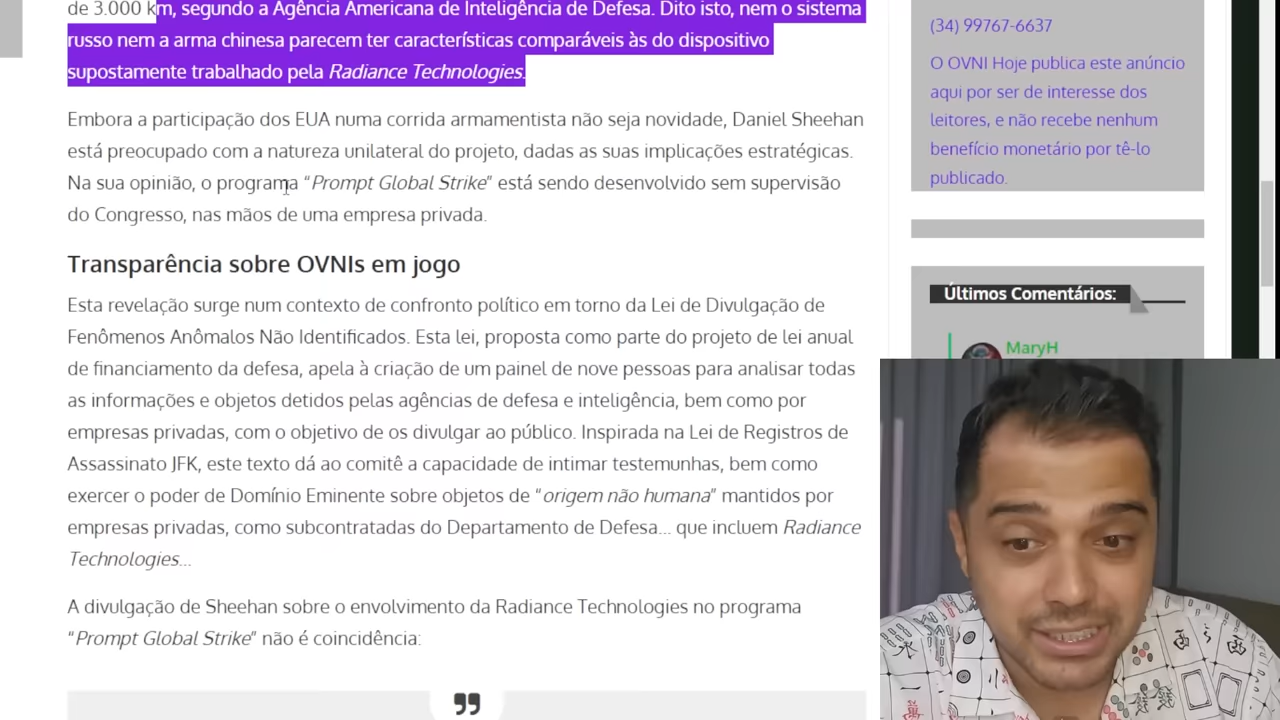 de 3.000 km, segundo a Agência Americana de Inteligência de Defesa. Dito isto, nem o sistema
russo nem a arma chinesa parecem ter características comparáveis às do dispositivo
supostamente trabalhado pela Radiance Technologies.
Embora a participação dos EUA numa corrida armamentista não seja novidade, Daniel Sheehan
está preocupado com a natureza unilateral do projeto, dadas as suas implicações estratégicas.
Na sua opinião, o programa “Prompt Global Strike” está sendo desenvolvido sem supervisão
do Congresso, nas mãos de uma empresa privada.
Transparência sobre OVNIs em jogo
Esta revelação surge num contexto de confronto político em torno da Lei de Divulgação de
Fenômenos Anômalos Não Identificados. Esta lei, proposta como parte do projeto de lei anual
de financiamento da defesa, apela à criação de um painel de nove pessoas para analisar todas
as informações e objetos detidos pelas agências de defesa e inteligência, bem como por
empresas privadas, com o objetivo de os divulgar ao público. Inspirada na Lei de Registros de
Assassinato JFK, este texto dá ao comitê a capacidade de intimar testemunhas, bem como
exercer o poder de Domínio Eminente sobre objetos de “origem não humana” mantidos por
empresas privadas, como subcontratadas do Departamento de Defesa... que incluem Radiance
Technologies...
A divulgação de Sheehan sobre o envolvimento da Radiance Technologies no programa
“Prompt Global Strike” não é coincidência:
(34) 99767-6637
O OVNI Hoje publica este anúncio
aqui por ser de interesse dos
leitores, e não recebe nenhum
benefício monetário por tê-lo
publicado.
Últimos Comentários:
MaryH